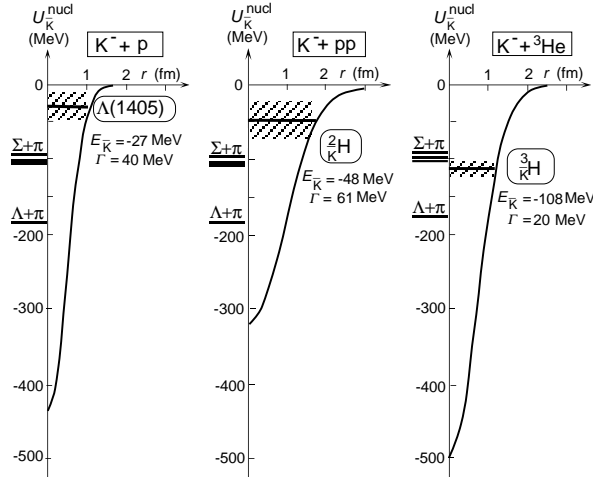 U_K̄^nucl
(MeV)
K⁻ + p
0
1
2
r (fm)
Λ(1405)
E_K̄ = -27 MeV
Γ = 40 MeV
Σ+π
Λ+π
-200
-300
-400
-500
U_K̄^nucl
(MeV)
K⁻ + pp
0
1
2
r (fm)
²_K̄H
E_K̄ = -48 MeV
Γ = 61 MeV
Σ+π
Λ+π
-200
-300
-400
-500
U_K̄^nucl
(MeV)
K⁻ + ³He
0
1
2
r (fm)
³_K̄H
E_K̄ = -108 MeV
Γ = 20 MeV
Σ+π
Λ+π
-200
-300
-400
-500